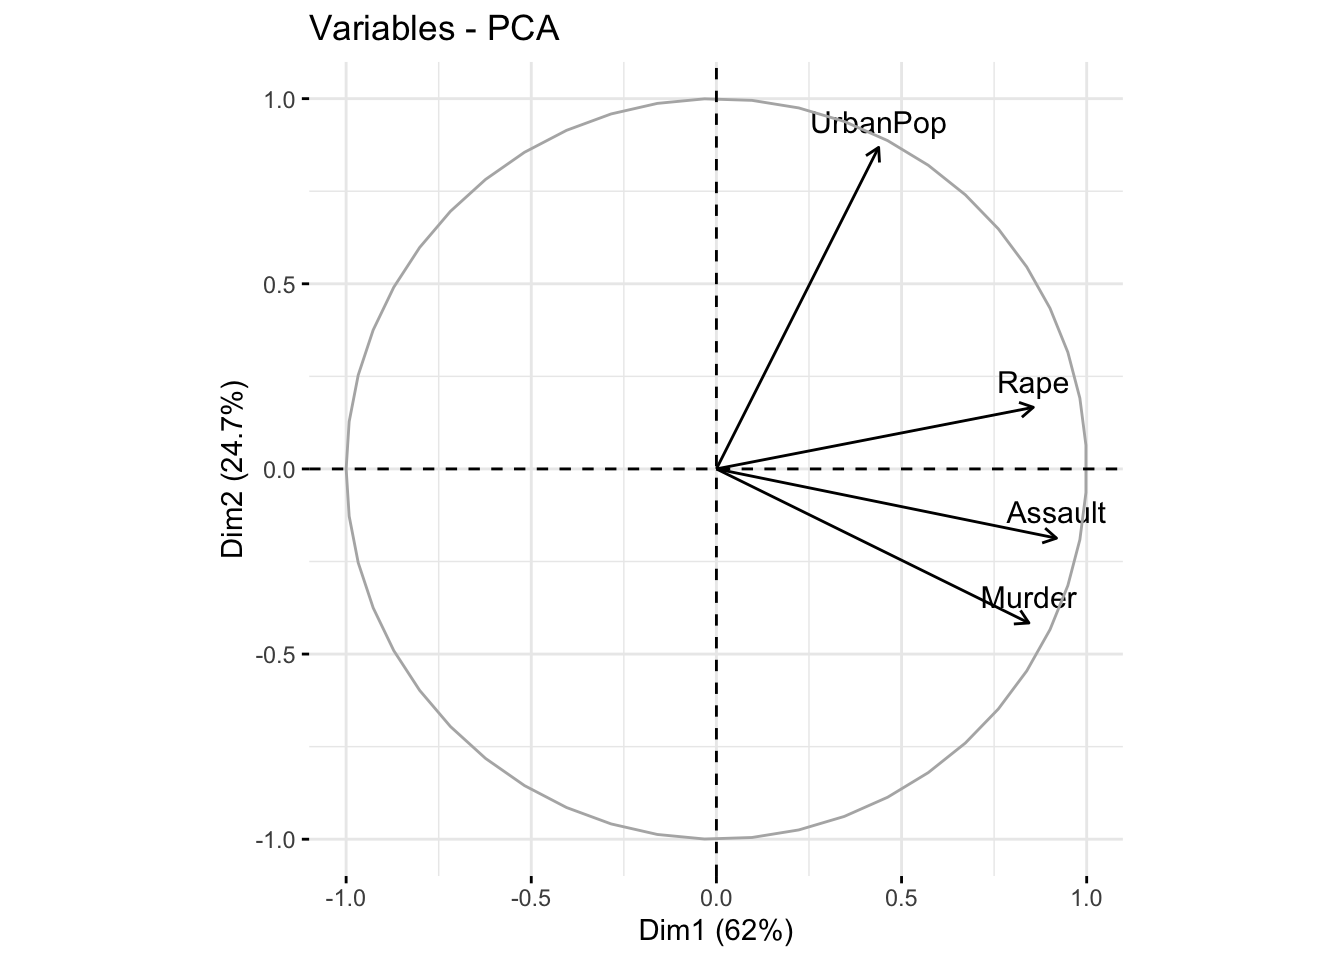 Variables - PCA
1.0
UrbanPop
0.5
Rape
Dim2 (24.7%)
0.0
Assault
Murder
-0.5
-1.0
-1.0 -0.5 0.0 0.5 1.0
Dim1 (62%)